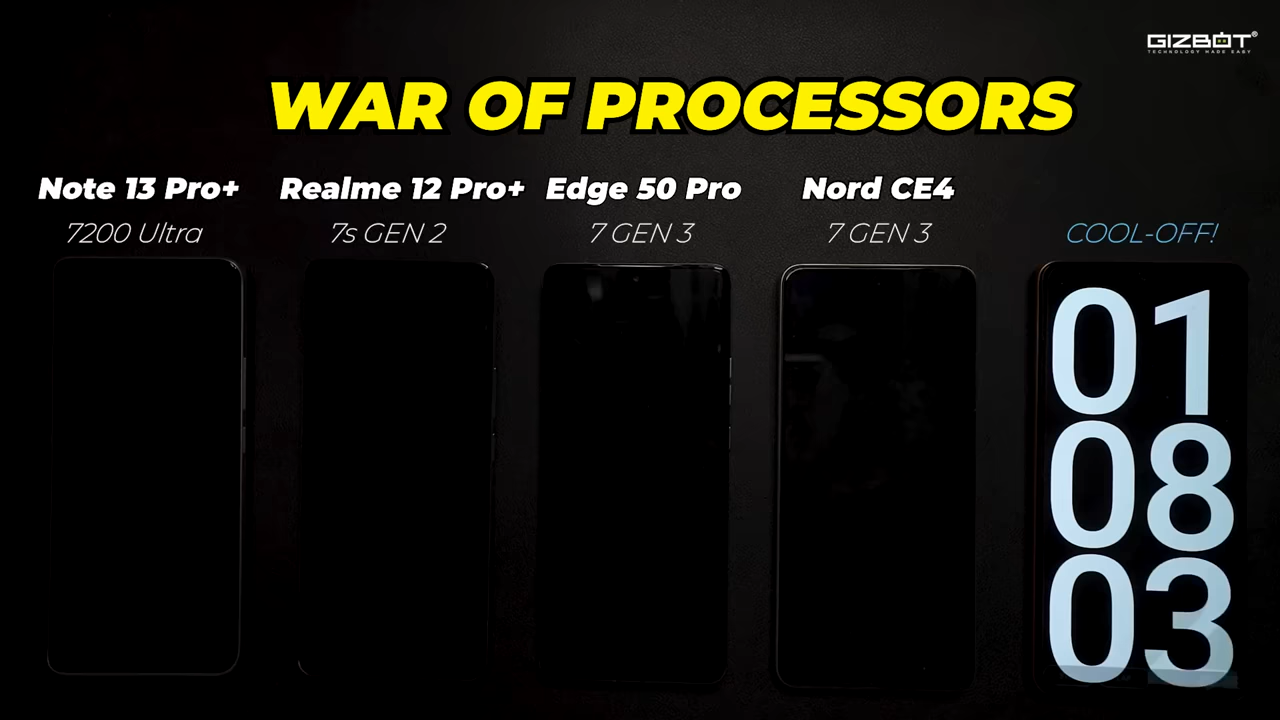 GIZBOT®
TECHNOLOGY MADE EASY
WAR OF PROCESSORS
Note 13 Pro+
Realme 12 Pro+
Edge 50 Pro
Nord CE4
7200 Ultra
7s GEN 2
7 GEN 3
7 GEN 3
COOL-OFF!
01
08
03